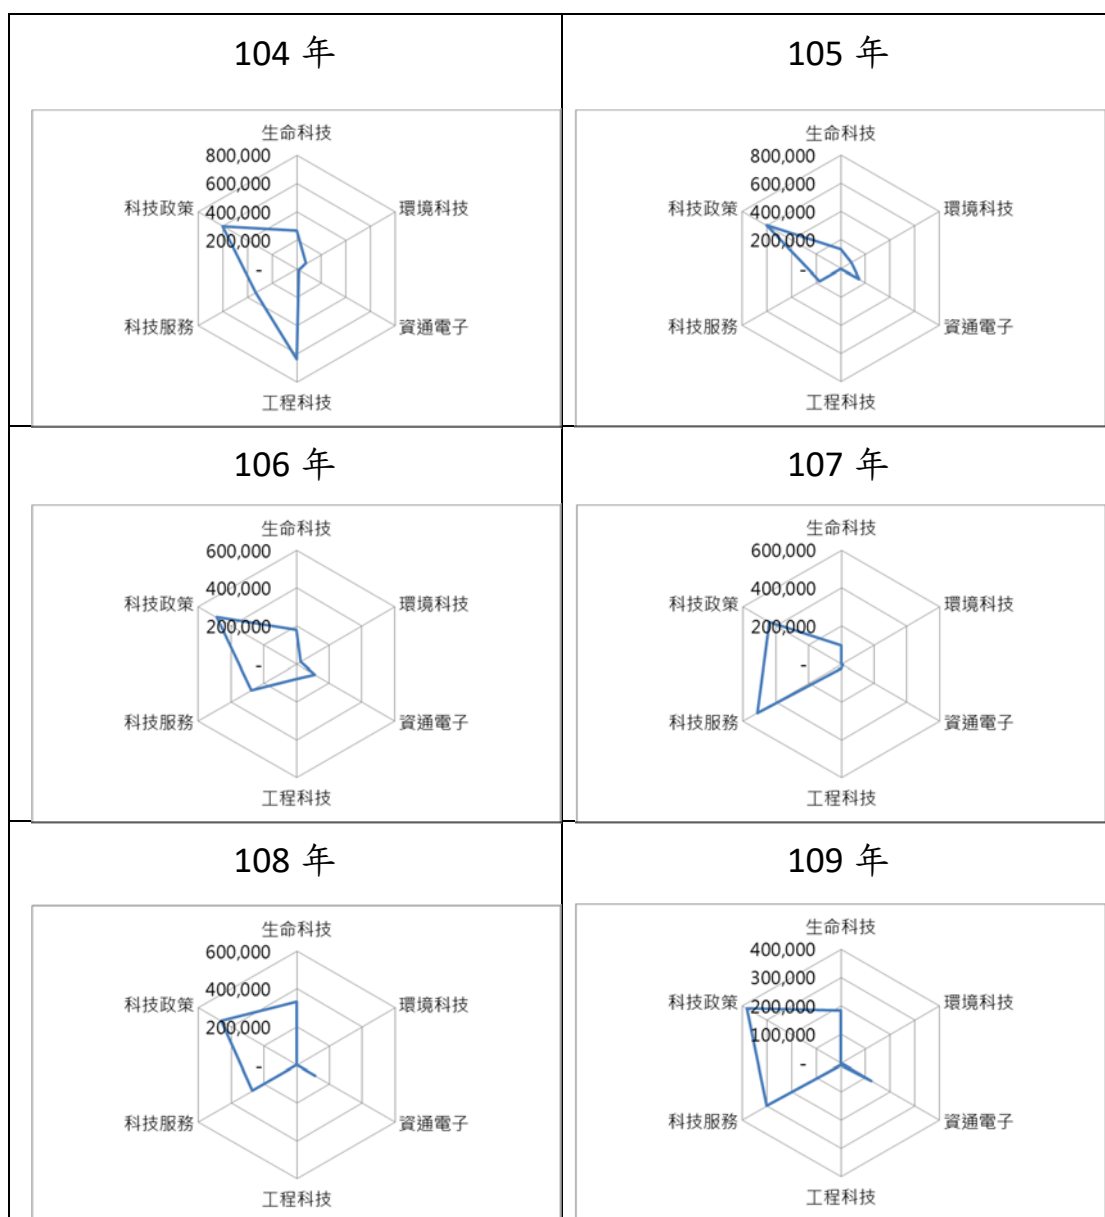 104 年
105 年
生命科技
800,000
600,000
科技政策
400,000
環境科技
200,000
-
科技服務
資通電子
工程科技
生命科技
800,000
600,000
科技政策
400,000
環境科技
200,000
-
科技服務
資通電子
工程科技
106 年
107 年
生命科技
600,000
400,000
科技政策
環境科技
200,000
-
科技服務
資通電子
工程科技
生命科技
600,000
400,000
科技政策
環境科技
200,000
-
科技服務
資通電子
工程科技
108 年
109 年
生命科技
600,000
400,000
科技政策
環境科技
200,000
-
科技服務
資通電子
工程科技
生命科技
400,000
300,000
科技政策
200,000
環境科技
100,000
-
科技服務
資通電子
工程科技